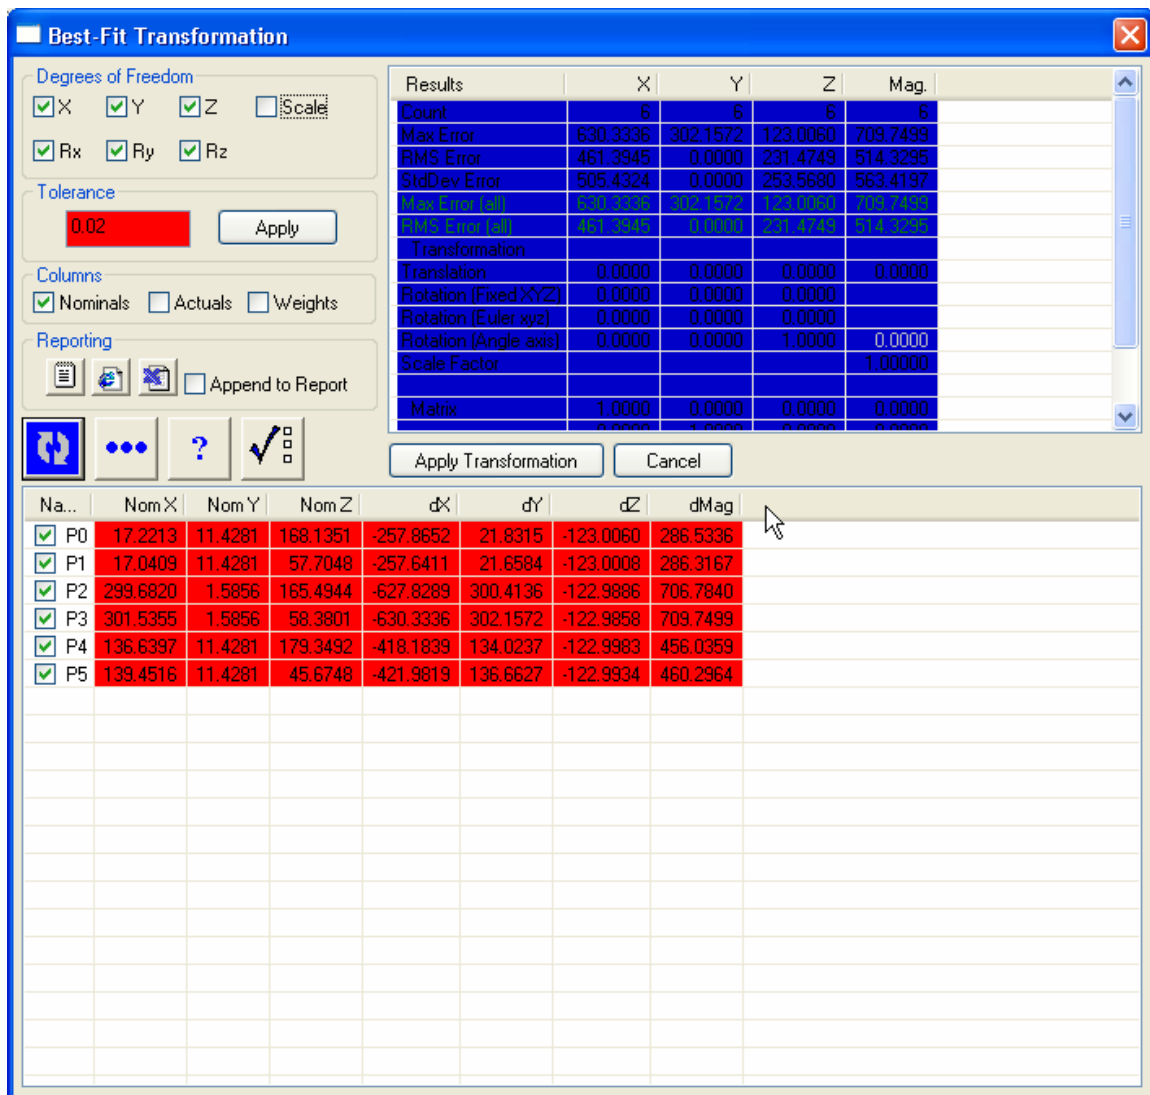 Best-Fit Transformation
Degrees of Freedom
X Y Z Scale
Rx Ry Rz
Tolerance
0.02 Apply
Columns
Nominals Actuals Weights
Reporting
Append to Report
?
Results X Y Z Mag.
Count 6 6 6 6
Max Error 630.3336 302.1572 123.0060 709.7499
RMS Error 461.3945 0.0000 231.4749 514.3295
StdDev Error 505.4324 0.0000 253.5680 563.4197
Max Error (all) 630.3336 302.1572 123.0060 709.7499
RMS Error (all) 461.3945 0.0000 231.4749 514.3295
Transformation
Translation 0.0000 0.0000 0.0000 0.0000
Rotation (Fixed XYZ) 0.0000 0.0000 0.0000
Rotation (Euler xyz) 0.0000 0.0000 0.0000
Rotation (Angle axis) 0.0000 0.0000 1.0000 0.0000
Scale Factor 1.00000
Matrix 1.0000 0.0000 0.0000 0.0000
0.0000 1.0000 0.0000 0.0000
Apply Transformation Cancel
Na... Nom X Nom Y Nom Z dX dY dZ dMag
P0 17.2213 11.4281 168.1351 -257.8652 21.8315 -123.0060 286.5336
P1 17.0409 11.4281 57.7048 -257.6411 21.6584 -123.0008 286.3167
P2 299.6820 1.5856 165.4944 -627.8289 300.4136 -122.9886 706.7840
P3 301.5355 1.5856 58.3801 -630.3336 302.1572 -122.9858 709.7499
P4 136.6397 11.4281 179.3492 -418.1839 134.0237 -122.9983 456.0359
P5 139.4516 11.4281 45.6748 -421.9819 136.6627 -122.9934 460.2964